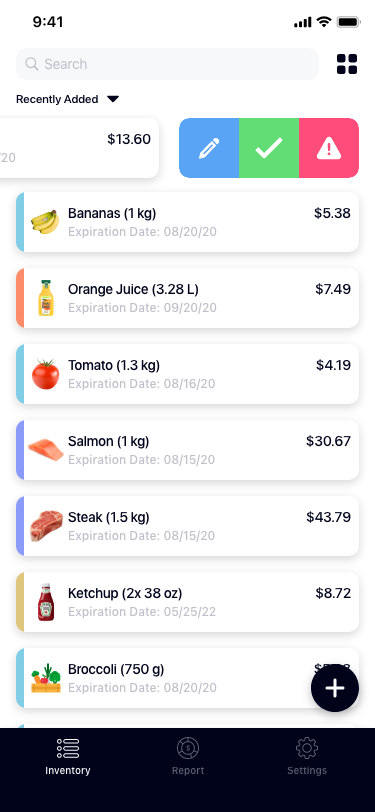 9:41
Search
Recently Added
$13.60
/20
Bananas (1 kg)
$5.38
Expiration Date: 08/20/20
Orange Juice (3.28 L)
$7.49
Expiration Date: 09/20/20
Tomato (1.3 kg)
$4.19
Expiration Date: 08/16/20
Salmon (1 kg)
$30.67
Expiration Date: 08/15/20
Steak (1.5 kg)
$43.79
Expiration Date: 08/15/20
Ketchup (2x 38 oz)
$8.72
Expiration Date: 05/25/22
Broccoli (750 g)
Expiration Date: 08/20/20
Inventory
Report
Settings